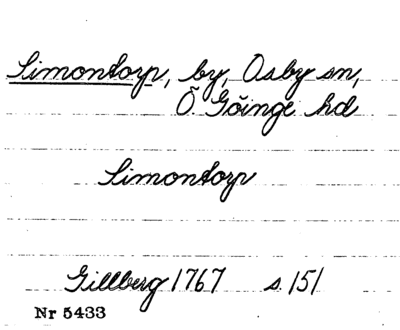 Simontorp, by, Osby sn,
Ö. Göinge hd
Simontorp
Gillberg 1767 s. 151
Nr 5433